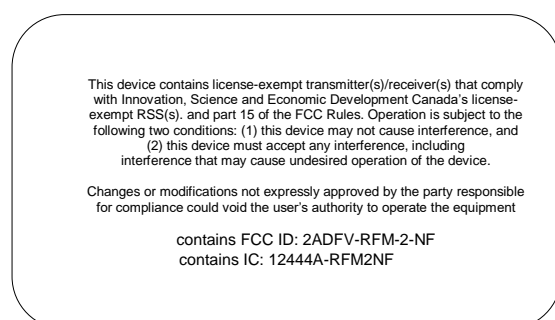 This device contains license-exempt transmitter(s)/receiver(s) that comply
with Innovation, Science and Economic Development Canada's license-
exempt RSS(s). and part 15 of the FCC Rules. Operation is subject to the
following two conditions: (1) this device may not cause interference, and
(2) this device must accept any interference, including
interference that may cause undesired operation of the device.
Changes or modifications not expressly approved by the party responsible
for compliance could void the user's authority to operate the equipment
contains FCC ID: 2ADFV-RFM-2-NF
contains IC: 12444A-RFM2NF